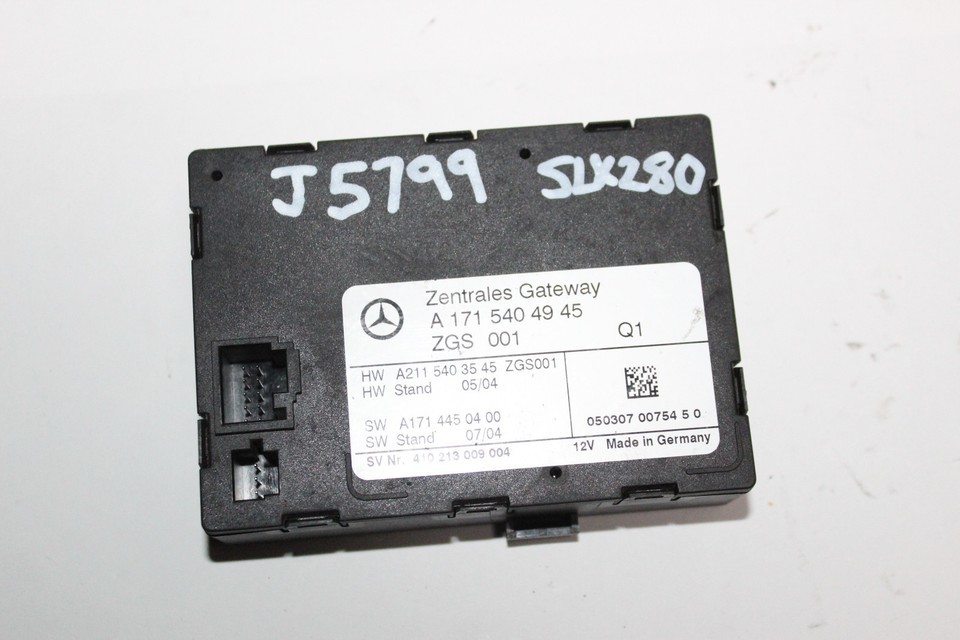 J5799 SLK280
Zentrales Gateway
A 171 540 49 45
ZGS 001 Q1
HW A211 540 35 45 ZGS001
HW Stand 05/04
SW A171 445 04 00
SW Stand 07/04
050307 00754 5 0
SV Nr. 410 213 009 004
12V Made in Germany